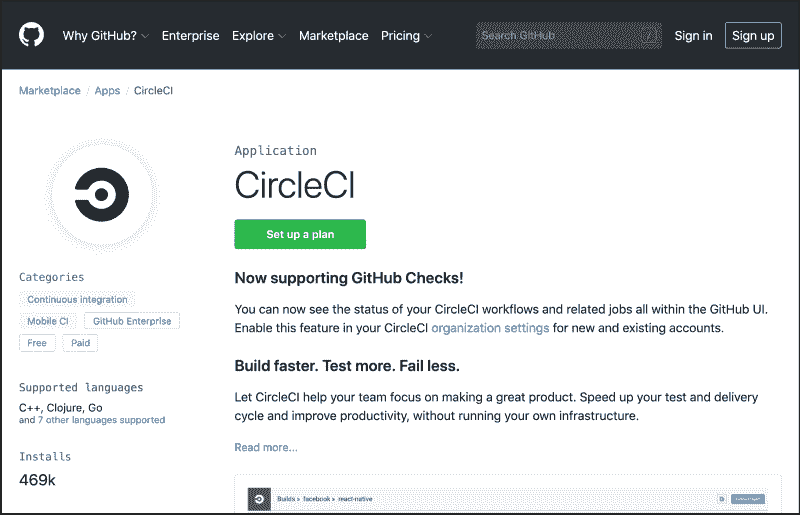 Why GitHub? Enterprise Explore Marketplace Pricing Search GitHub / Sign in Sign up
Marketplace / Apps / CircleCI
Application
CircleCI
Set up a plan
Categories
Continuous integration
Mobile CI GitHub Enterprise
Free Paid
Supported languages
C++, Clojure, Go
and 7 other languages supported
Installs
469k
Now supporting GitHub Checks!
You can now see the status of your CircleCI workflows and related jobs all within the GitHub UI.
Enable this feature in your CircleCI organization settings for new and existing accounts.
Build faster. Test more. Fail less.
Let CircleCI help your team focus on making a great product. Speed up your test and delivery
cycle and improve productivity, without running your own infrastructure.
Read more...
Builds » facebook » react-native